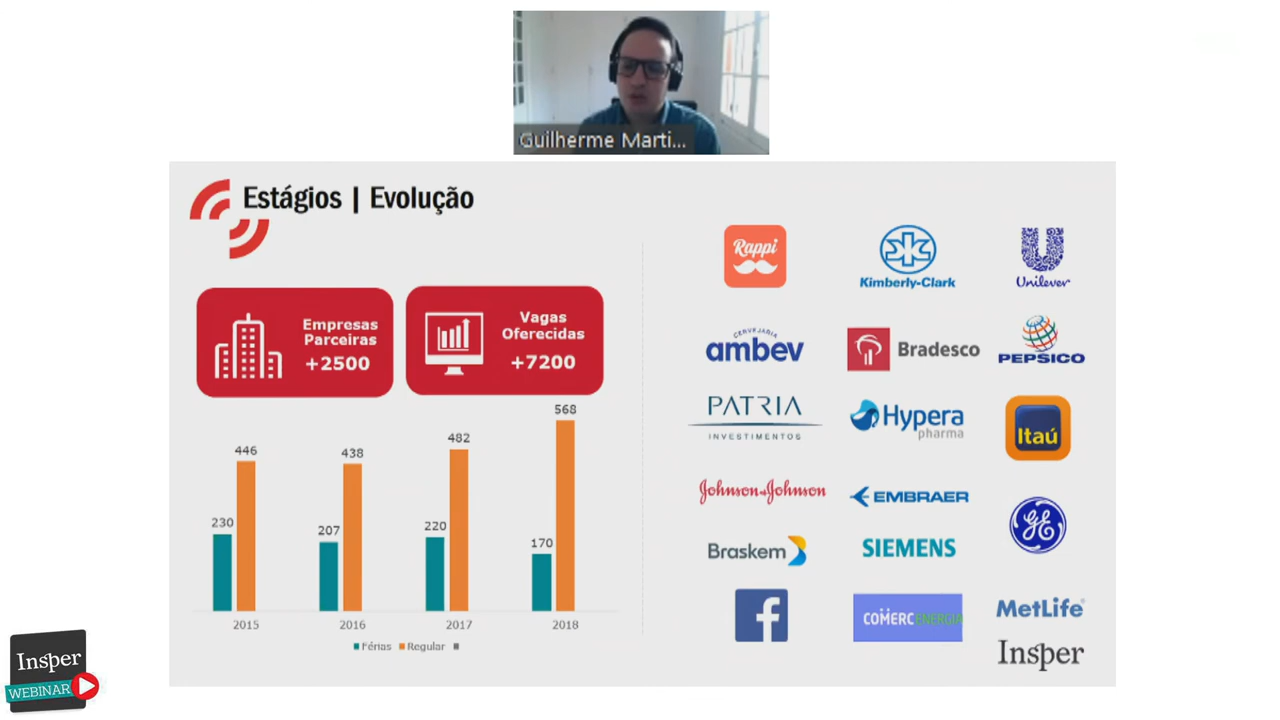 Guilherme Marti...
Estágios | Evolução
Empresas
Parceiras
+2500
Vagas
Oferecidas
+7200
446
230
2015
438
207
2016
482
220
2017
568
170
2018
Férias
Regular
Rappi
Kimberly-Clark
Unilever
CERVEJARIA
ambev
Bradesco
PEPSICO
PATRIA
INVESTIMENTOS
Hypera
pharma
Itaú
Johnson & Johnson
EMBRAER
GE
Braskem
SIEMENS
f
COMERC ENERGIA
MetLife
Insper
Insper
WEBINAR